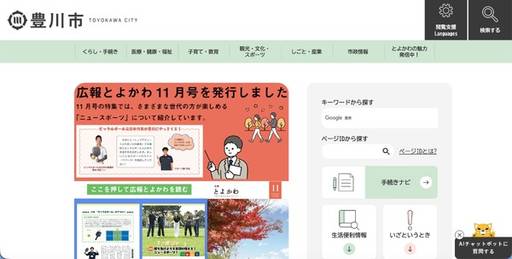 豊川市 TOYOKAWA CITY
閲覧支援
Languages
検索する
くらし・手続き
医療・健康・福祉
子育て・教育
観光・文化・
スポーツ
しごと・産業
市政情報
とよかわの魅力
発信中！
広報とよかわ11月号を発行しました
11月号の特集では、さまざまな世代の方が楽しめる
『ニュースポーツ』について紹介しています。
ここを押して広報とよかわを読む
とよかわ
11
キーワードから探す
Google
ページIDから探す
ページIDとは?
手続きナビ
生活便利情報
いざというとき
AIチャットボットに
質問する